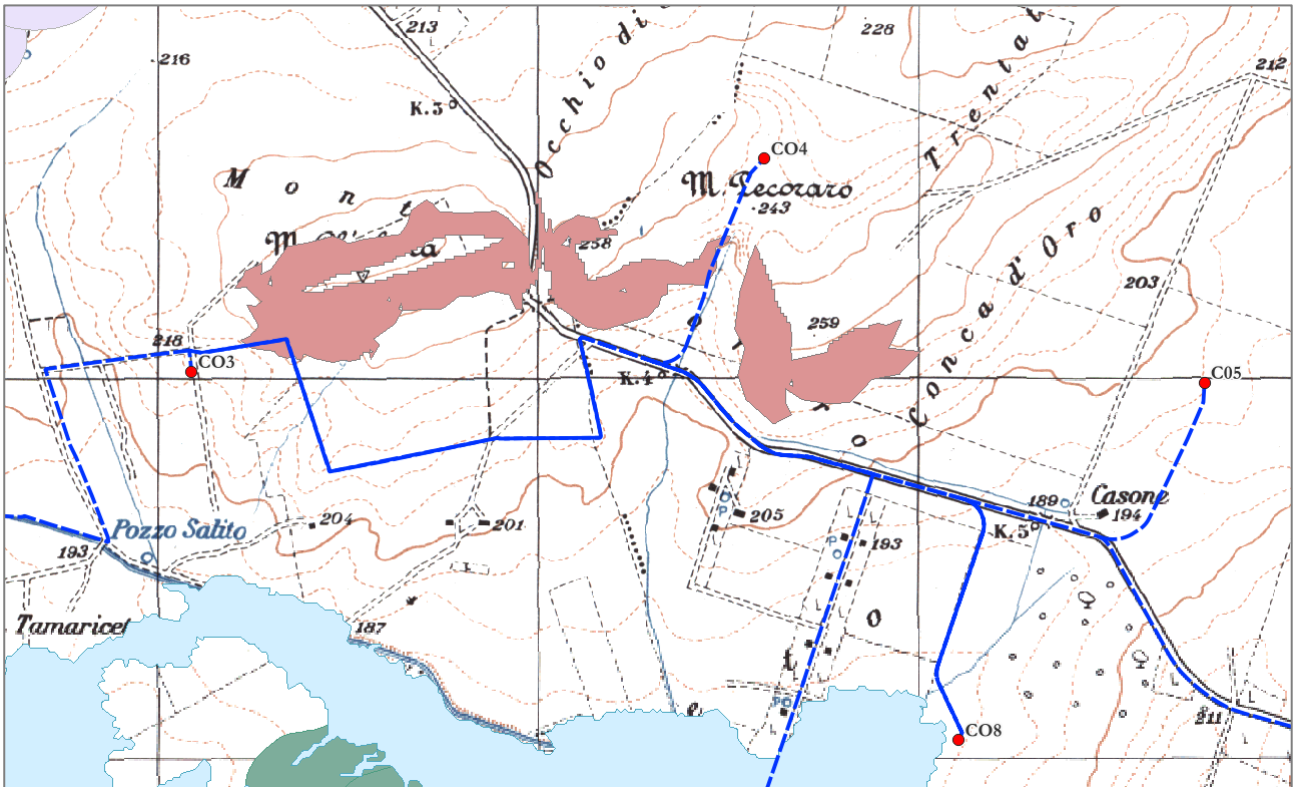 213
228
216
212
K.3
Occhio di
Trentat
CO4
Mont
M. Pecoraro
243
258
Conca d'Oro
203
259
218
CO3
K.4
C05
o
189
Casone
194
K.5
204
201
205
193
P
P
Pozzo Salito
193
Tamaricet
187
o
t
e
P
211
CO8
L
L
L
L